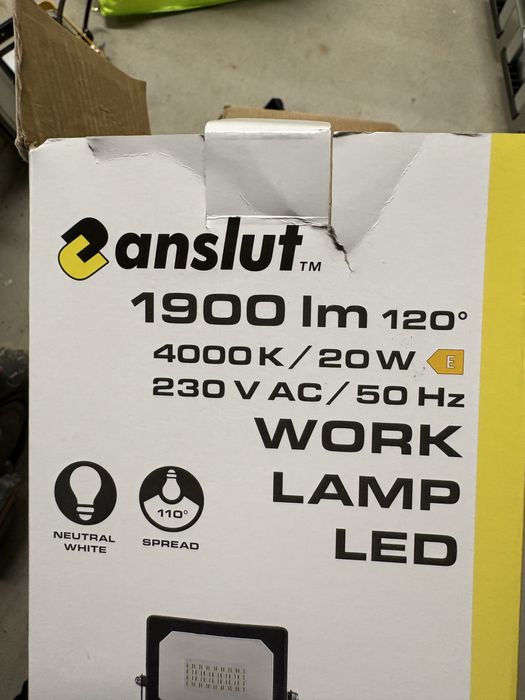 anslut™
1900 lm 120°
4000 K / 20 W E
230 V AC / 50 Hz
WORK
LAMP
LED
110°
NEUTRAL
WHITE
SPREAD